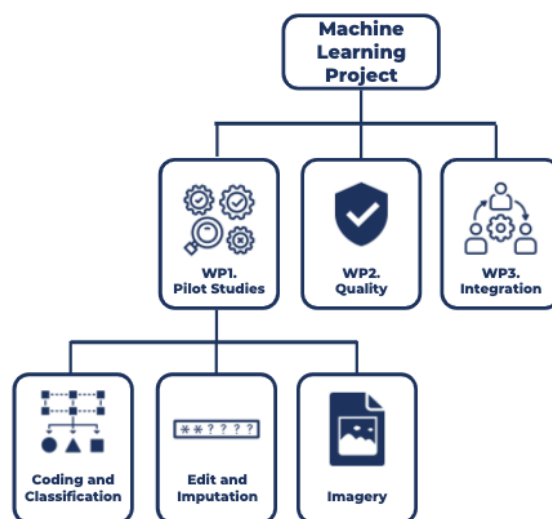 Machine
Learning
Project
WP1.
Pilot Studies
WP2.
Quality
WP3.
Integration
Coding and
Classification
**????
Edit and
Imputation
Imagery